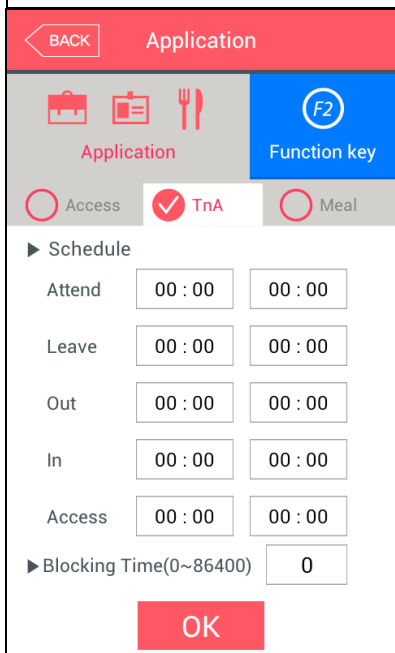 BACK Application
F2
Application Function key
Access TnA Meal
▶ Schedule
Attend 00 : 00 00 : 00
Leave 00 : 00 00 : 00
Out 00 : 00 00 : 00
In 00 : 00 00 : 00
Access 00 : 00 00 : 00
▶Blocking Time(0~86400) 0
OK